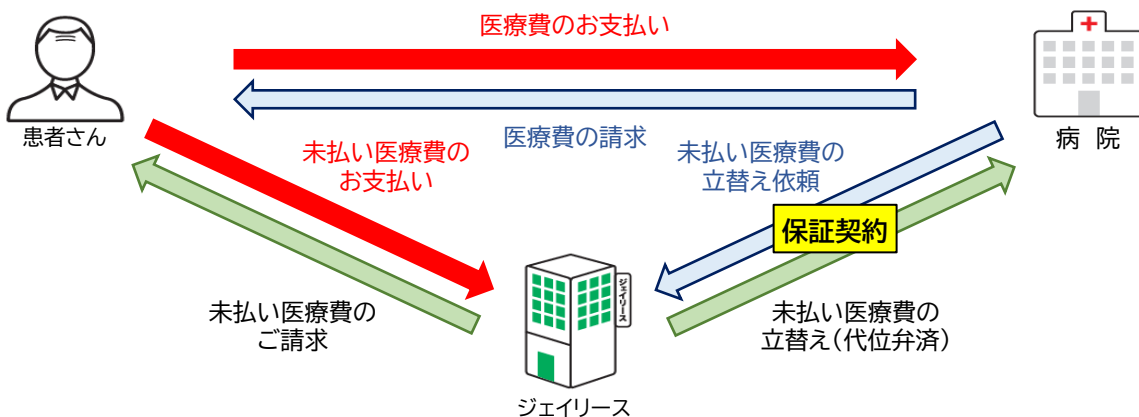 医療費のお支払い
患者さん
医療費の請求
病 院
未払い医療費の
お支払い
未払い医療費の
立替え依頼
保証契約
ジェイリース
未払い医療費の
ご請求
未払い医療費の
立替え(代位弁済)
ジェイリース